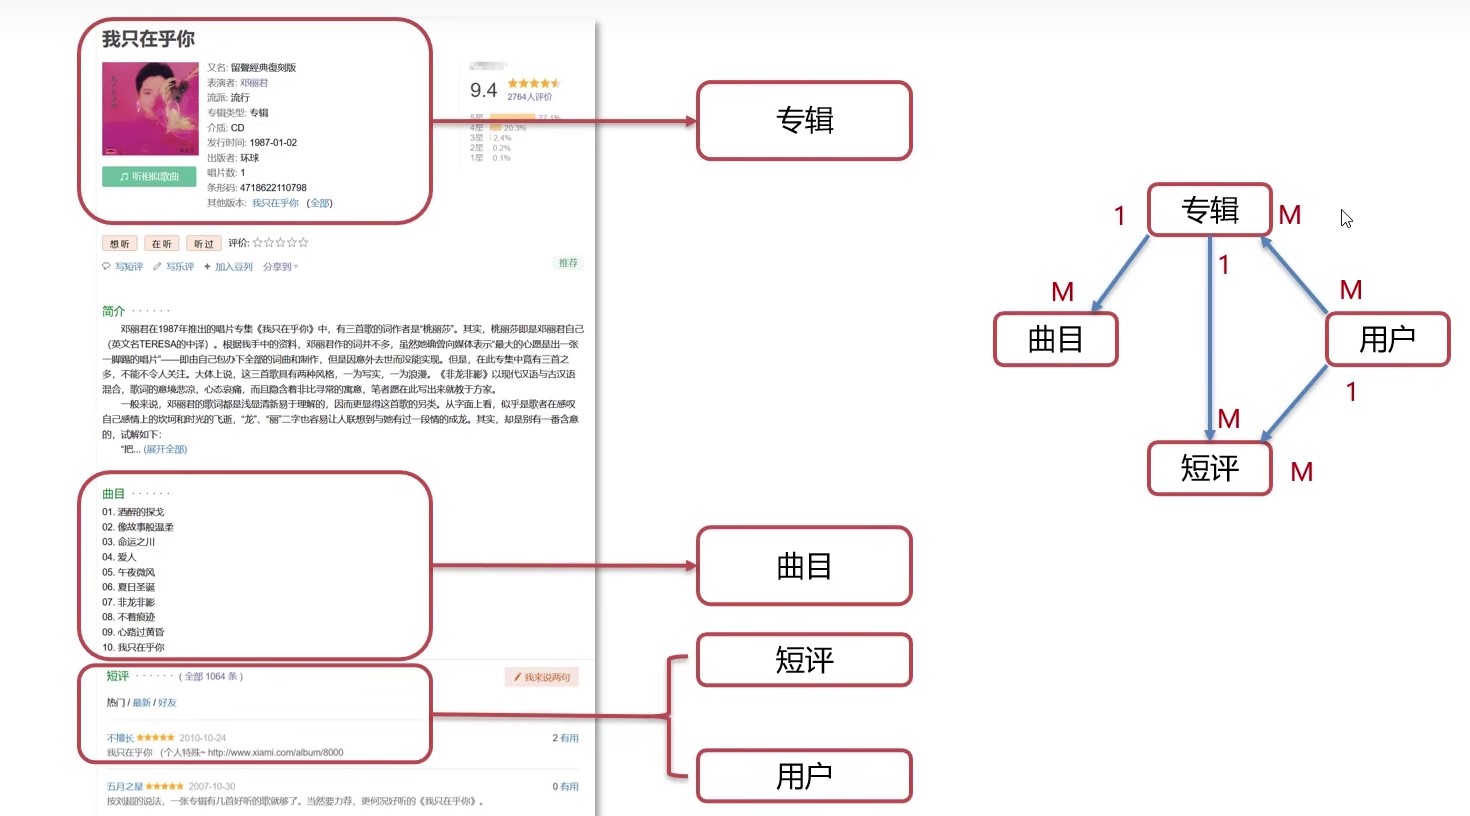 我只在乎你
又名: 留聲經典復刻版
表演者: 邓丽君
流派: 流行
专辑类型: 专辑
介质: CD
发行时间: 1987-01-02
出版者: 环球
唱片数: 1
条形码: 4718622110798
其他版本: 我只在乎你 (全部)
听相似歌曲
9.4
2764人评价
5星 77.1%
4星 20.3%
3星 2.4%
2星 0.2%
1星 0.1%
想听 在听 听过 评价:
写短评 写乐评 + 加入豆列 分享到
推荐
简介 · · · · · ·
邓丽君在1987年推出的唱片专集《我只在乎你》中，有三首歌的词作者是“桃丽莎”。其实，桃丽莎即是邓丽君自己
（英文名TERESA的中译）。根据我手中的资料，邓丽君作的词并不多，虽然她确曾向媒体表示“最大的心愿是出一张
一脚踢的唱片”——即由自己包办下全部的词曲和制作，但是因意外去世而没能实现。但是，在此专集中竟有三首之
多，不能不令人关注。大体上说，这三首歌具有两种风格，一为写实，一为浪漫。《非龙非彲》以现代汉语与古汉语
混合，歌词的意境悲凉，心态哀痛，而且隐含着非比寻常的寓意，笔者愿在此写出来就教于方家。
一般来说，邓丽君的歌词都是浅显清新易于理解的，因而更显得这首歌的另类。从字面上看，似乎是歌者在感叹
自己感情上的坎坷和时光的飞逝，“龙”、“丽”二字也容易让人联想到与她有过一段情的成龙。其实，却是别有一番含意
的，试解如下：
“把... (展开全部)
曲目 · · · · · ·
01. 酒醉的探戈
02. 像故事般温柔
03. 命运之川
04. 爱人
05. 午夜微风
06. 夏日圣诞
07. 非龙非彲
08. 不着痕迹
09. 心路过黄昏
10. 我只在乎你
短评 · · · · · · ( 全部 1064 条 )
我来说两句
热门 / 最新 / 好友
不擅长 2010-10-24
2 有用
我只在乎你 （个人特殊~ http://www.xiami.com/album/8000
五月之星 2007-10-30
0 有用
按刘超的说法，一张专辑有几首好听的歌就够了。当然要力荐，更何况好听的《我只在乎你》。
专辑
曲目
短评
用户
1 专辑 M
1
M M
曲目 用户
1
M
短评 M